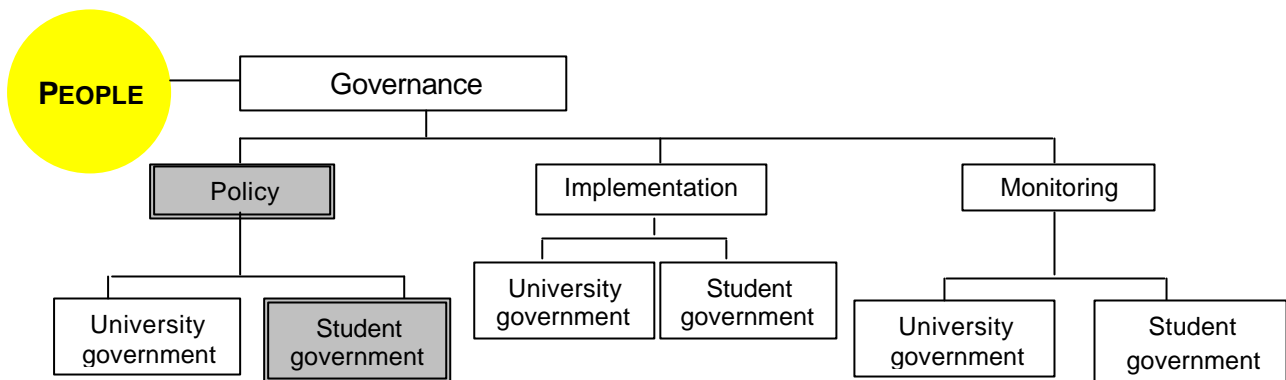 PEOPLE
Governance
Policy
Implementation
Monitoring
University
government
Student
government
University
government
Student
government
University
government
Student
government